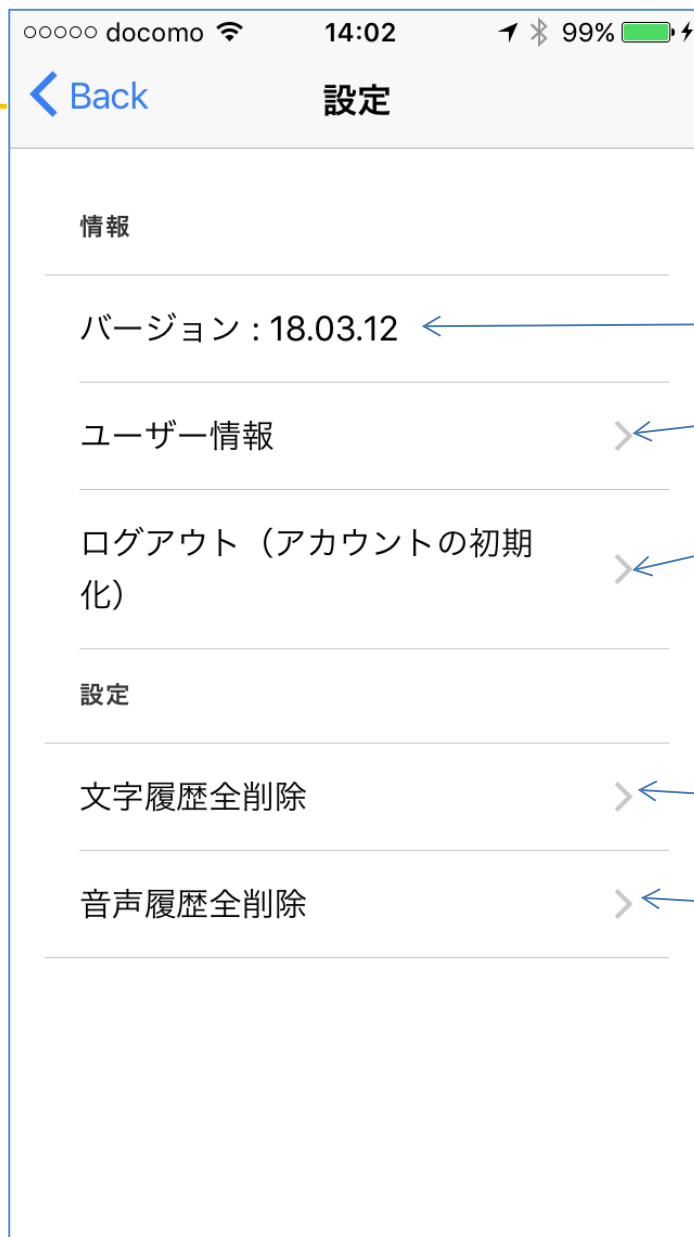 docomo 14:02 99%
Back 設定
情報
バージョン : 18.03.12
ユーザー情報
ログアウト（アカウントの初期
化）
設定
文字履歴全削除
音声履歴全削除